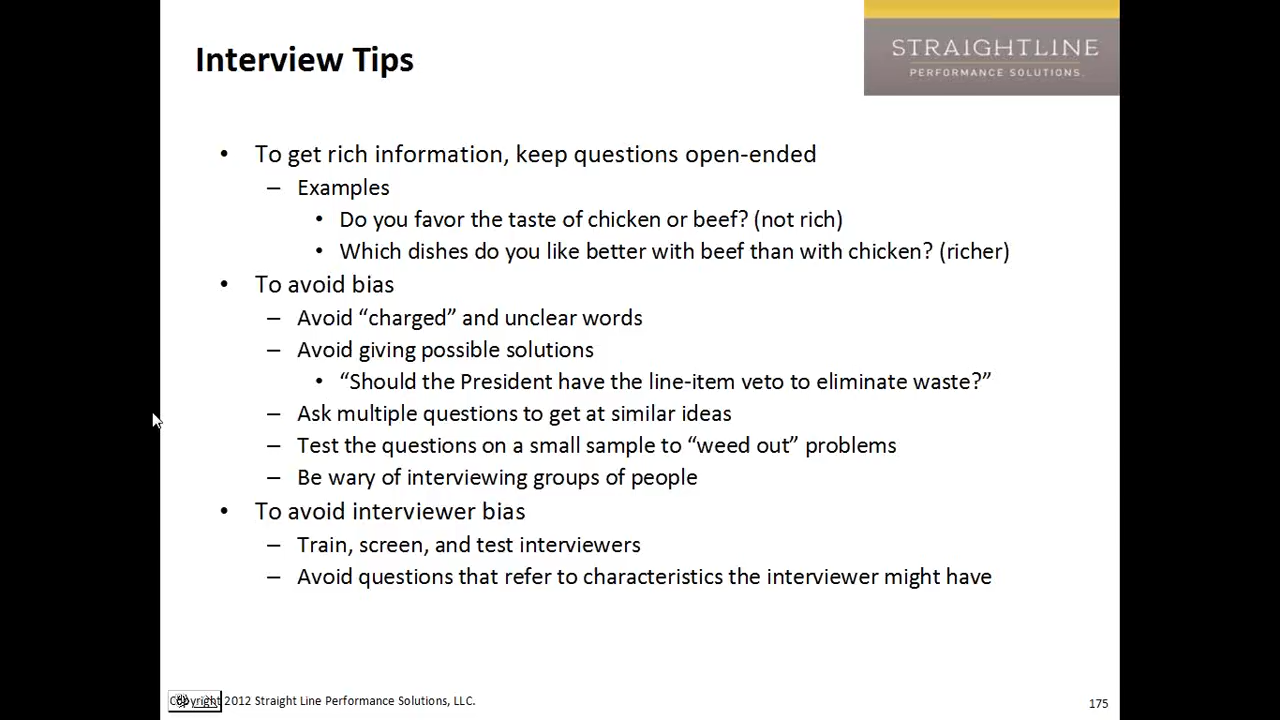 Interview Tips
STRAIGHTLINE
PERFORMANCE SOLUTIONS.
• To get rich information, keep questions open-ended
– Examples
• Do you favor the taste of chicken or beef? (not rich)
• Which dishes do you like better with beef than with chicken? (richer)
• To avoid bias
– Avoid “charged” and unclear words
– Avoid giving possible solutions
• “Should the President have the line-item veto to eliminate waste?”
– Ask multiple questions to get at similar ideas
– Test the questions on a small sample to “weed out” problems
– Be wary of interviewing groups of people
• To avoid interviewer bias
– Train, screen, and test interviewers
– Avoid questions that refer to characteristics the interviewer might have
Copyright 2012 Straight Line Performance Solutions, LLC.
175